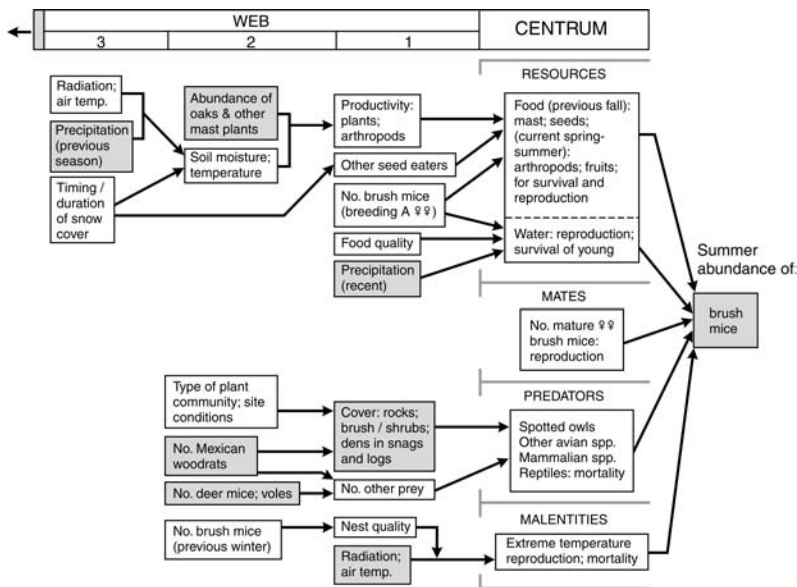 WEB
CENTRUM
3
2
1
RESOURCES
Radiation;
air temp.
Precipitation
(previous
season)
Timing /
duration
of snow
cover
Abundance of
oaks & other
mast plants
Soil moisture;
temperature
Productivity:
plants;
arthropods
Other seed eaters
No. brush mice
(breeding A ♀♀)
Food quality
Precipitation
(recent)
Food (previous fall):
mast; seeds;
(current spring-
summer):
arthropods; fruits;
for survival and
reproduction
Water: reproduction;
survival of young
Summer
abundance of:
brush
mice
MATES
No. mature ♀♀
brush mice:
reproduction
PREDATORS
Type of plant
community; site
conditions
No. Mexican
woodrats
No. deer mice; voles
Cover: rocks;
brush / shrubs;
dens in snags
and logs
No. other prey
Spotted owls
Other avian spp.
Mammalian spp.
Reptiles: mortality
MALENTITIES
No. brush mice
(previous winter)
Nest quality
Radiation;
air temp.
Extreme temperature
reproduction; mortality